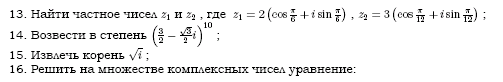 13. Найти частное чисел z₁ и z₂ , где z₁ = 2(cos π/6 + i sin π/6) , z₂ = 3(cos π/12 + i sin π/12) ;
14. Возвести в степень (3/2 − √3/2 i)¹⁰ ;
15. Извлечь корень √i ;
16. Решить на множестве комплексных чисел уравнение: